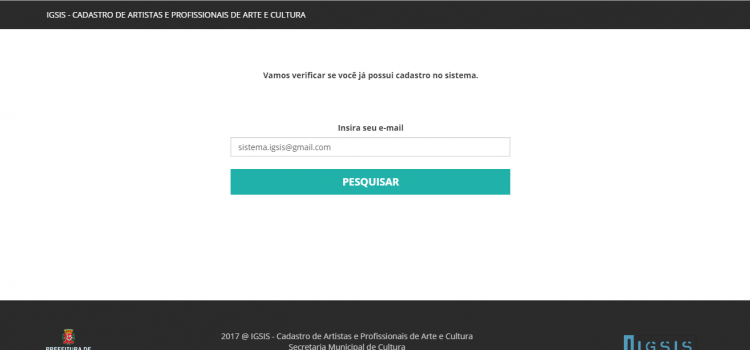 IGSIS - CADASTRO DE ARTISTAS E PROFISSIONAIS DE ARTE E CULTURA
Vamos verificar se você já possui cadastro no sistema.
Insira seu e-mail
sistema.igsis@gmail.com
PESQUISAR
PREFEITURA DE
2017 @ IGSIS - Cadastro de Artistas e Profissionais de Arte e Cultura
Secretaria Municipal de Cultura
IGSIS